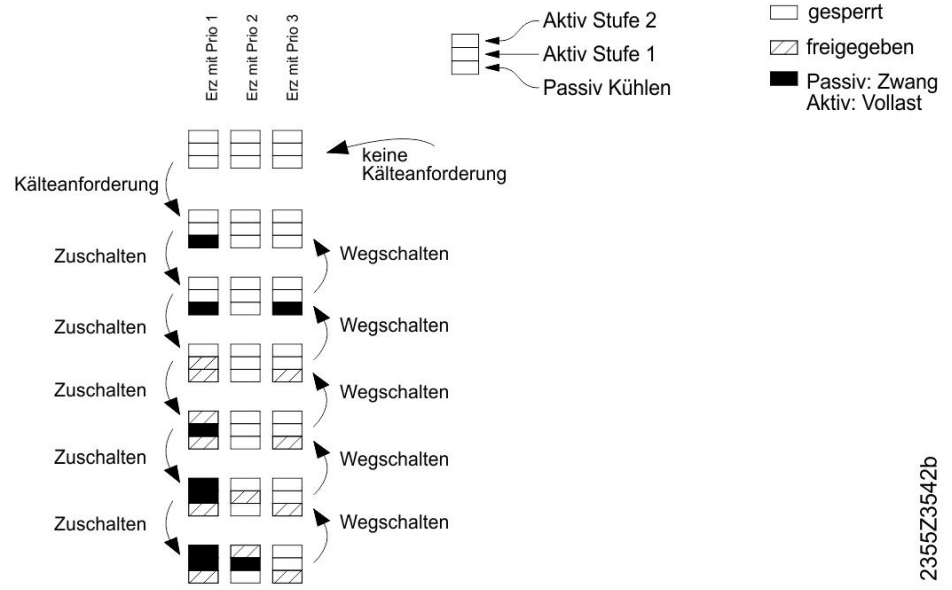 Erz mit Prio 1
Erz mit Prio 2
Erz mit Prio 3
Aktiv Stufe 2
Aktiv Stufe 1
Passiv Kühlen
gesperrt
freigegeben
Passiv: Zwang
Aktiv: Vollast
keine
Kälteanforderung
Kälteanforderung
Zuschalten
Wegschalten
Zuschalten
Wegschalten
Zuschalten
Wegschalten
Zuschalten
Wegschalten
Zuschalten
Wegschalten
2355Z3542b